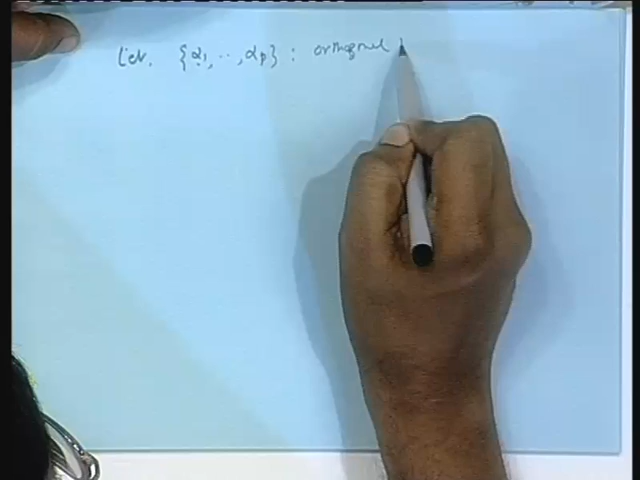 Let, {α₁, .., αₚ} : orthogonal